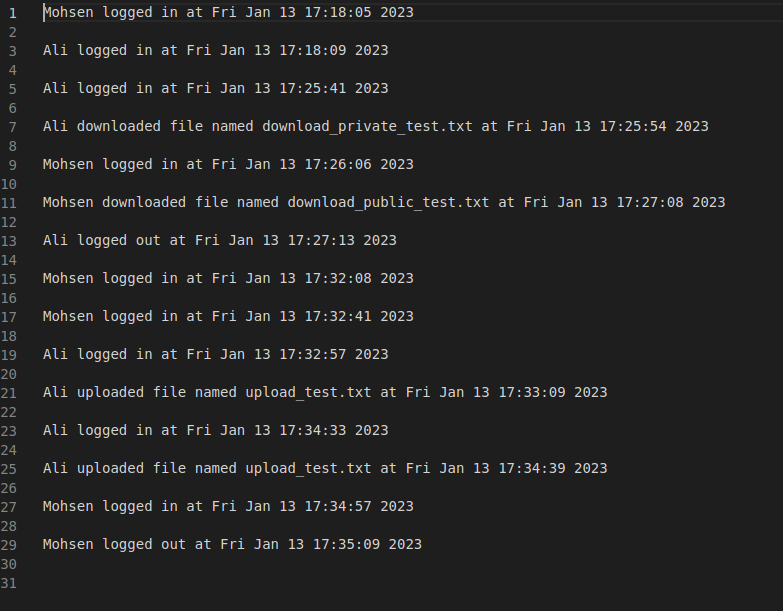 1 Mohsen logged in at Fri Jan 13 17:18:05 2023
2
3 Ali logged in at Fri Jan 13 17:18:09 2023
4
5 Ali logged in at Fri Jan 13 17:25:41 2023
6
7 Ali downloaded file named download_private_test.txt at Fri Jan 13 17:25:54 2023
8
9 Mohsen logged in at Fri Jan 13 17:26:06 2023
10
11 Mohsen downloaded file named download_public_test.txt at Fri Jan 13 17:27:08 2023
12
13 Ali logged out at Fri Jan 13 17:27:13 2023
14
15 Mohsen logged in at Fri Jan 13 17:32:08 2023
16
17 Mohsen logged in at Fri Jan 13 17:32:41 2023
18
19 Ali logged in at Fri Jan 13 17:32:57 2023
20
21 Ali uploaded file named upload_test.txt at Fri Jan 13 17:33:09 2023
22
23 Ali logged in at Fri Jan 13 17:34:33 2023
24
25 Ali uploaded file named upload_test.txt at Fri Jan 13 17:34:39 2023
26
27 Mohsen logged in at Fri Jan 13 17:34:57 2023
28
29 Mohsen logged out at Fri Jan 13 17:35:09 2023
30
31